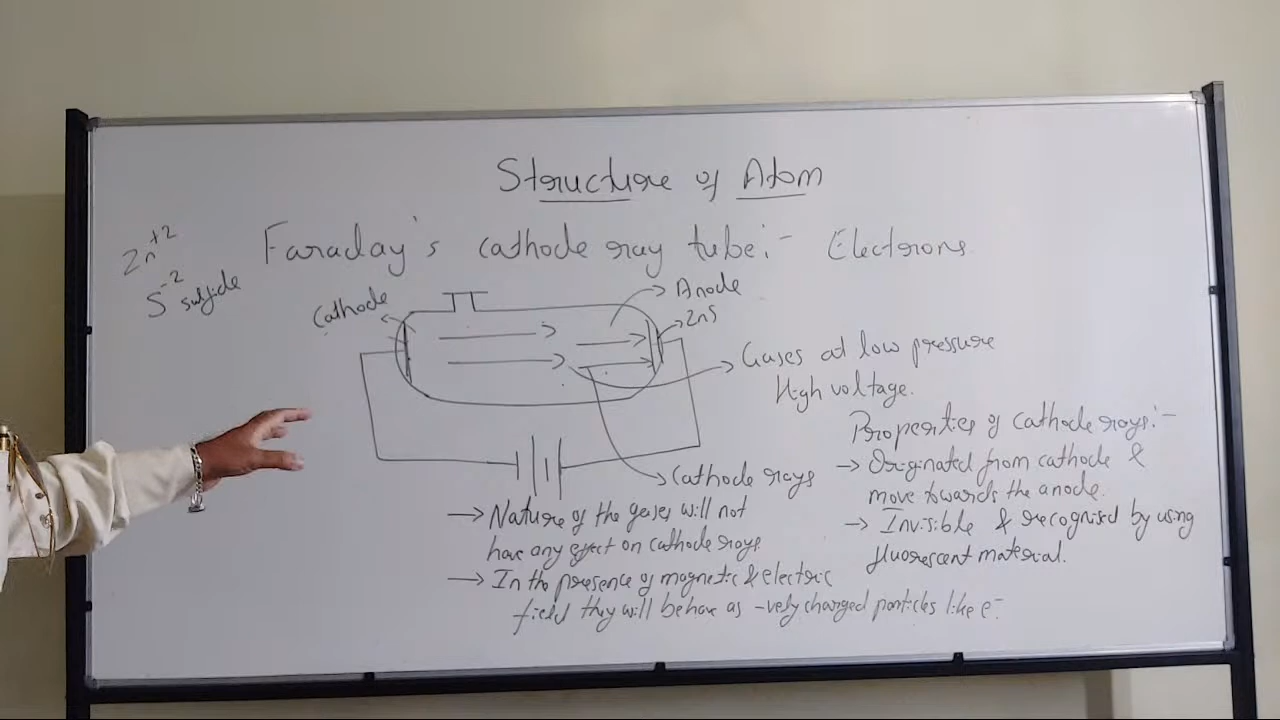 Structure of Atom
Zn+2
S-2 sulfide
Faraday's cathode ray tube:- Electrons
Cathode
Anode
ZnS
Gases at low pressure
High voltage.
Cathode rays
Properties of cathode rays:-
→ Originated from cathode &
move towards the anode.
→ Invisible & recognised by using
fluorescent material.
→ Nature of the gases will not
have any effect on cathode rays
→ In the presence of magnetic & electric
field they will behave as -vely charged particles like e-